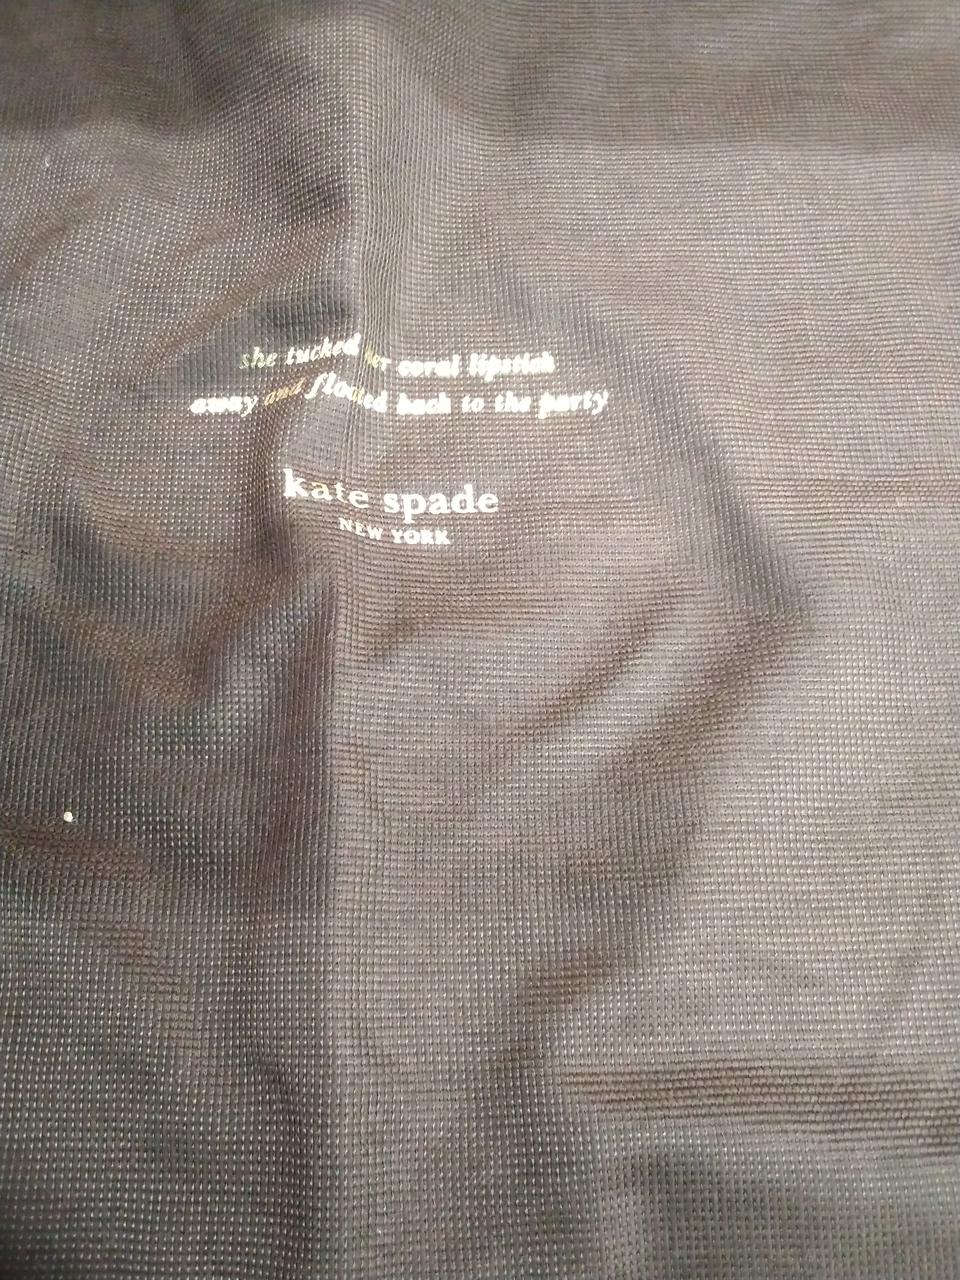 she tucked her coral lipstick
away and floated back to the party
kate spade
NEW YORK